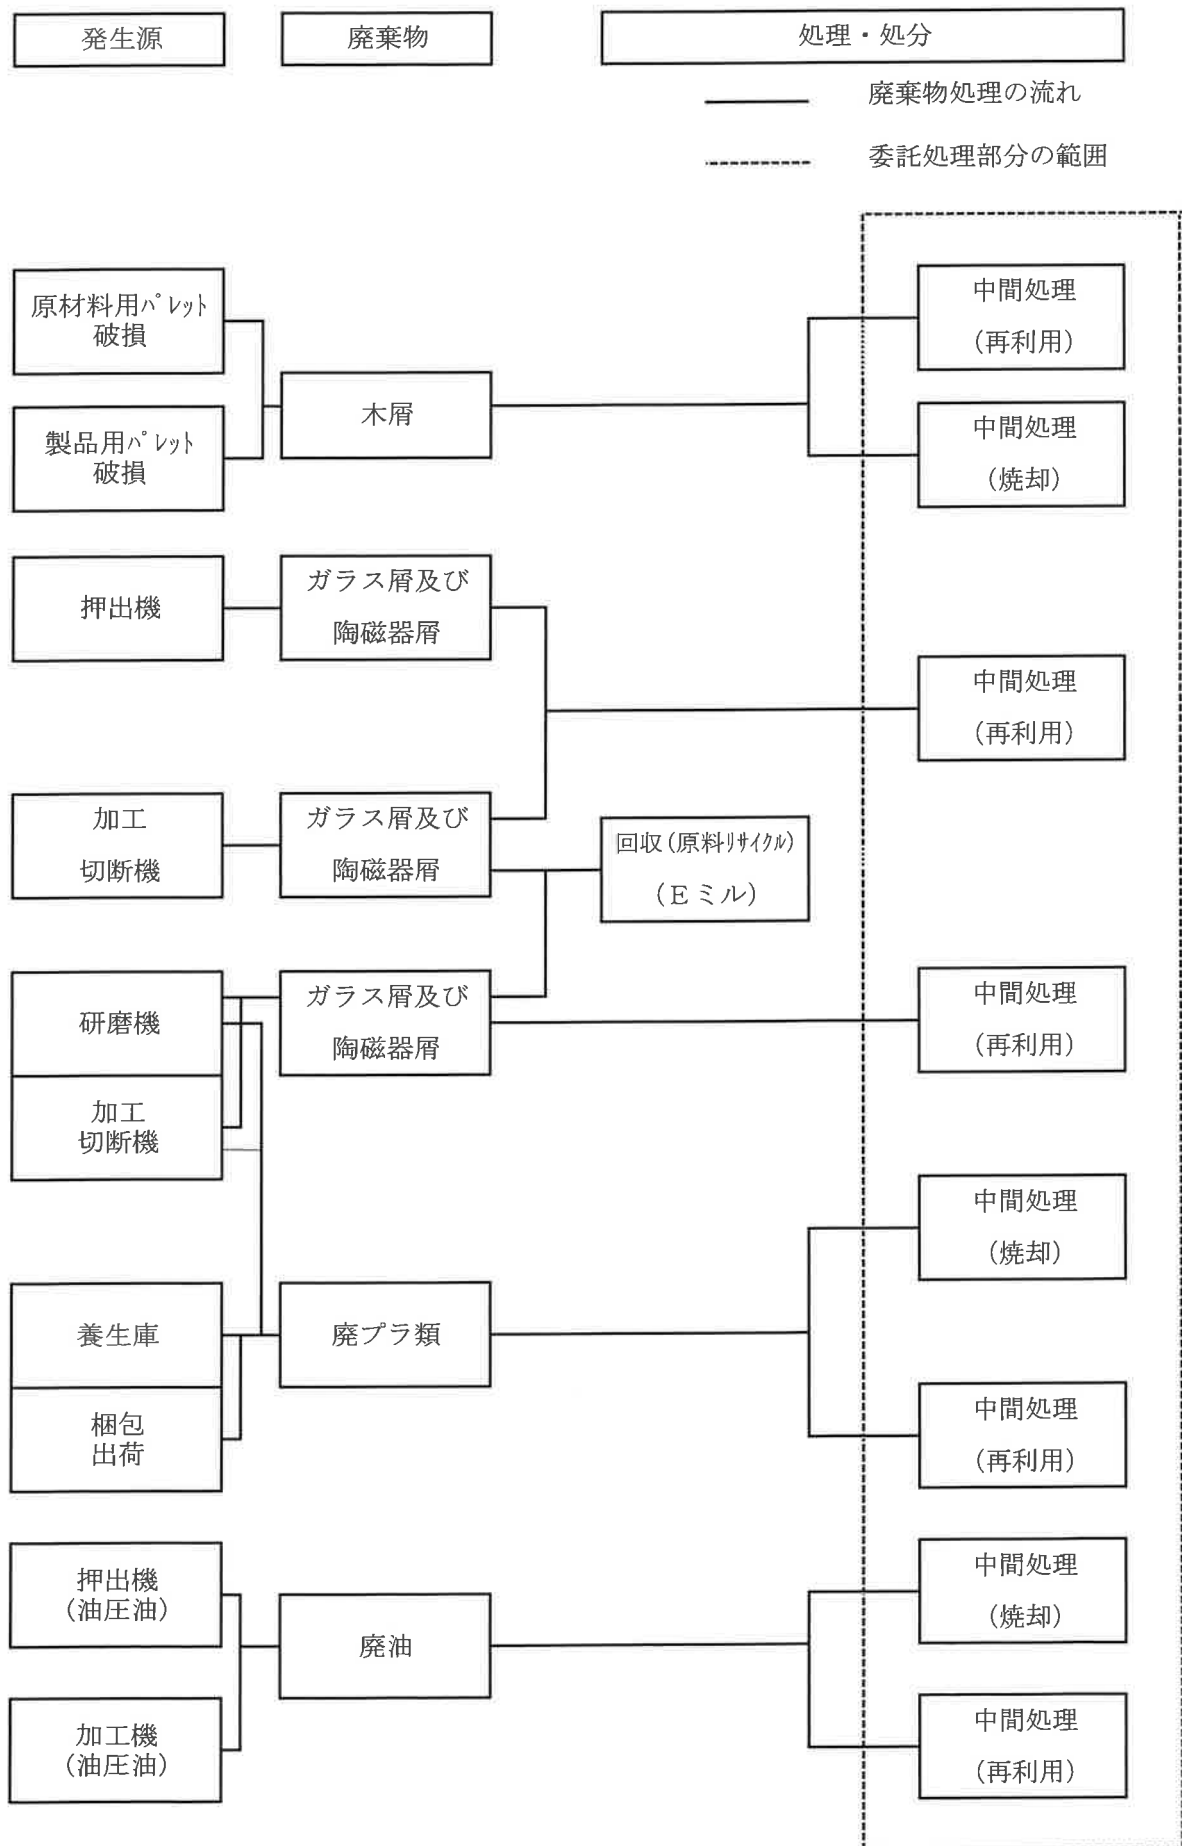 発生源
廃棄物
処理・処分
廃棄物処理の流れ
委託処理部分の範囲
原材料用ﾊﾟﾚｯﾄ
破損
製品用ﾊﾟﾚｯﾄ
破損
木屑
中間処理
(再利用)
中間処理
(焼却)
押出機
ガラス屑及び
陶磁器屑
中間処理
(再利用)
加工
切断機
ガラス屑及び
陶磁器屑
回収(原料ﾘｻｲｸﾙ)
(Eミル)
研磨機
加工
切断機
ガラス屑及び
陶磁器屑
中間処理
(再利用)
養生庫
梱包
出荷
廃プラ類
中間処理
(焼却)
中間処理
(再利用)
押出機
(油圧油)
加工機
(油圧油)
廃油
中間処理
(焼却)
中間処理
(再利用)